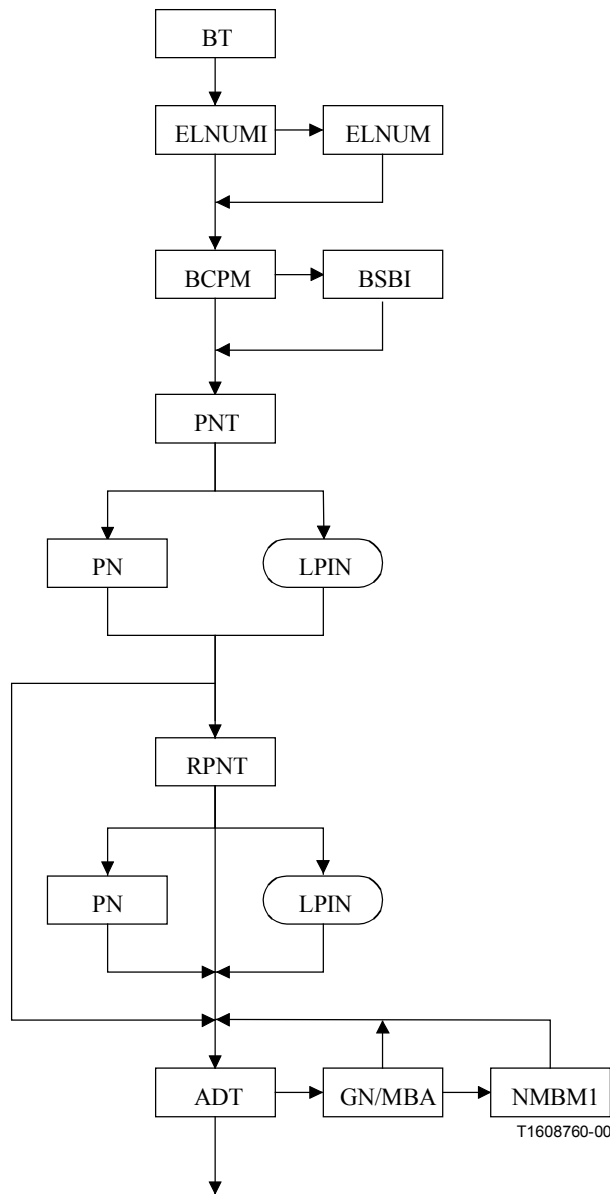 BT
ELNUMI
ELNUM
BCPM
BSBI
PNT
PN
LPIN
RPNT
PN
LPIN
ADT
GN/MBA
NMBM1
T1608760-00